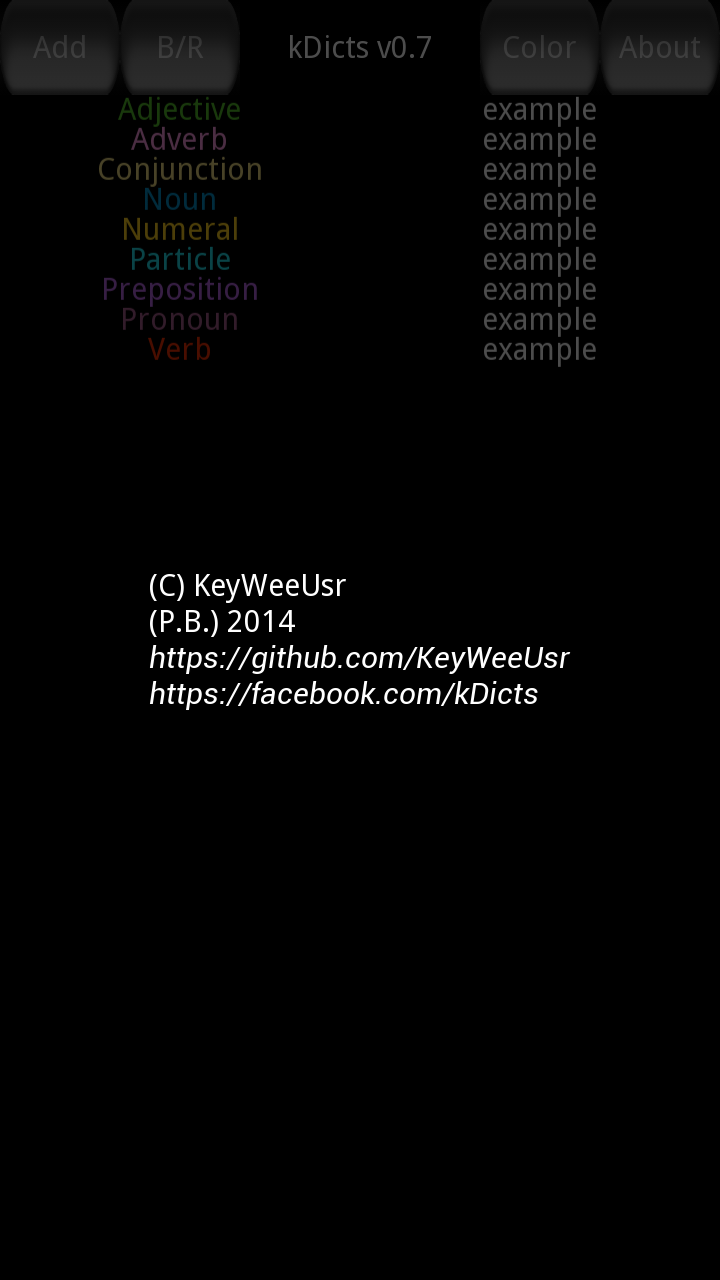 Add B/R kDicts v0.7 Color About
Adjective example
Adverb example
Conjunction example
Noun example
Numeral example
Particle example
Preposition example
Pronoun example
Verb example
(C) KeyWeeUsr
(P.B.) 2014
https://github.com/KeyWeeUsr
https://facebook.com/kDicts